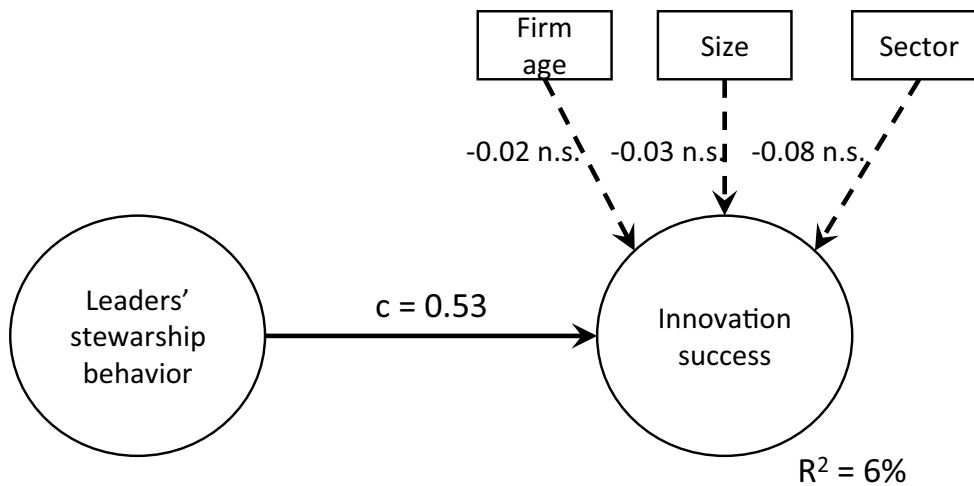 Firm
age
Size
Sector
-0.02 n.s.
-0.03 n.s.
-0.08 n.s.
Leaders’
stewarship
behavior
c = 0.53
Innovation
success
R² = 6%